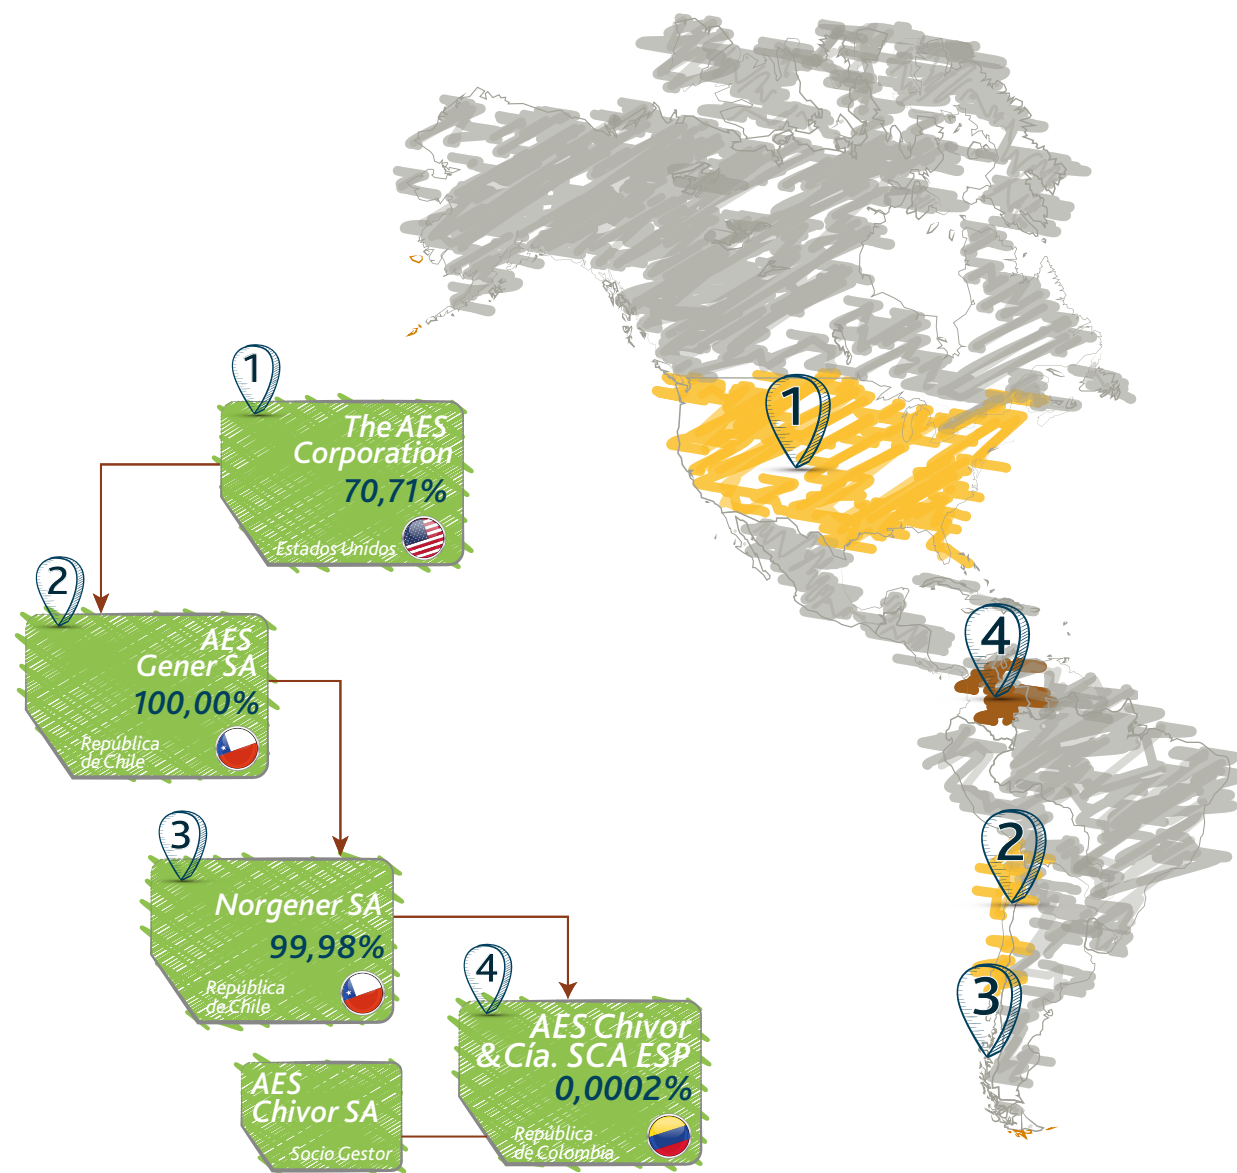 1
The AES
Corporation
70,71%
Estados Unidos
2
AES
Gener SA
100,00%
República
de Chile
3
Norgener SA
99,98%
República
de Chile
4
AES Chivor
&Cía. SCA ESP
0,0002%
República
de Colombia
AES
Chivor SA
Socio Gestor
1
4
2
3